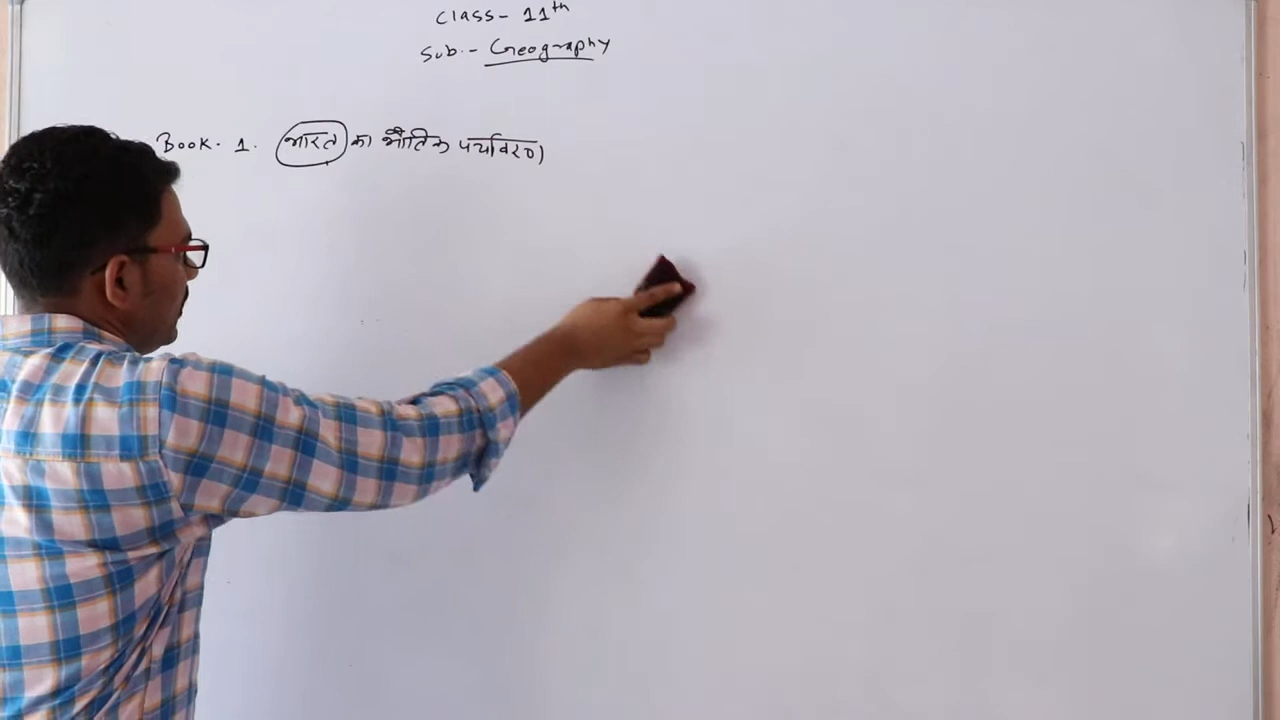 Class- 11th
Sub.- Geography
Book. 1. भारत का भौतिक पर्यावरण